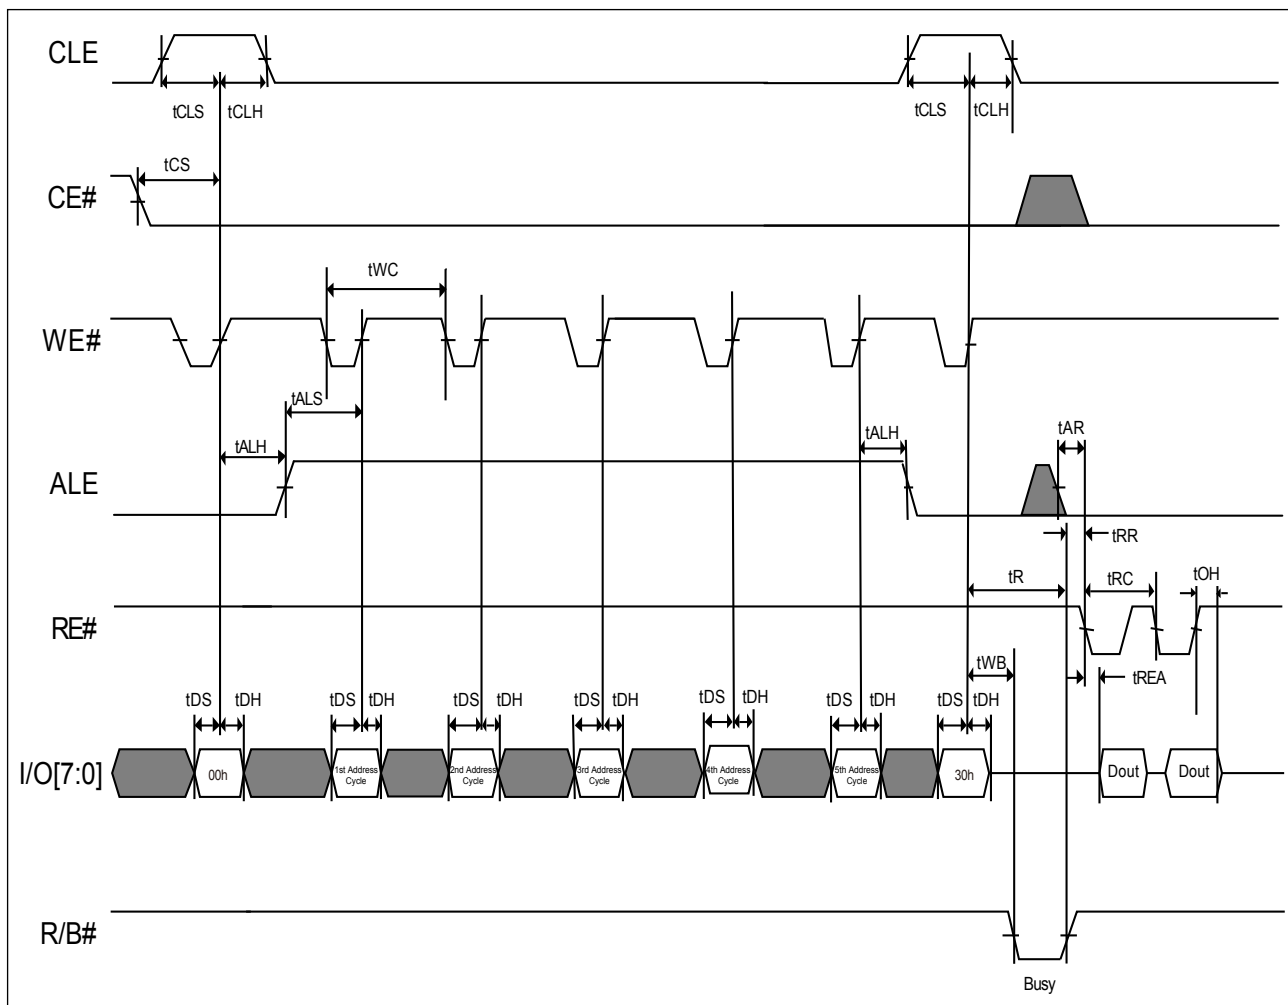 CLE
tCLS tCLH tCLS tCLH
tCS
CE#
tWC
WE#
tALS
tALH tALH tAR
ALE
tRR
tR tRC tOH
RE#
tWB tREA
tDS tDH tDS tDH tDS tDH tDS tDH tDS tDH tDS tDH tDS tDH
I/O[7:0]
00h
1st Address
Cycle
2nd Address
Cycle
3rd Address
Cycle
4th Address
Cycle
5th Address
Cycle
30h
Dout
Dout
R/B#
Busy